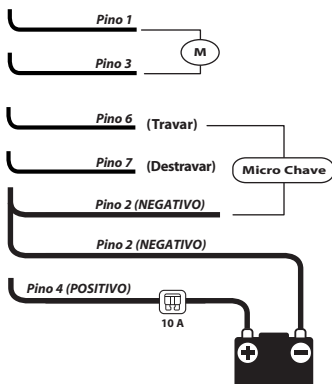 Pino 1
M
Pino 3
Pino 6 (Travar)
Micro Chave
Pino 7 (Destravar)
Pino 2 (NEGATIVO)
Pino 2 (NEGATIVO)
Pino 4 (POSITIVO)
10 A
+ −